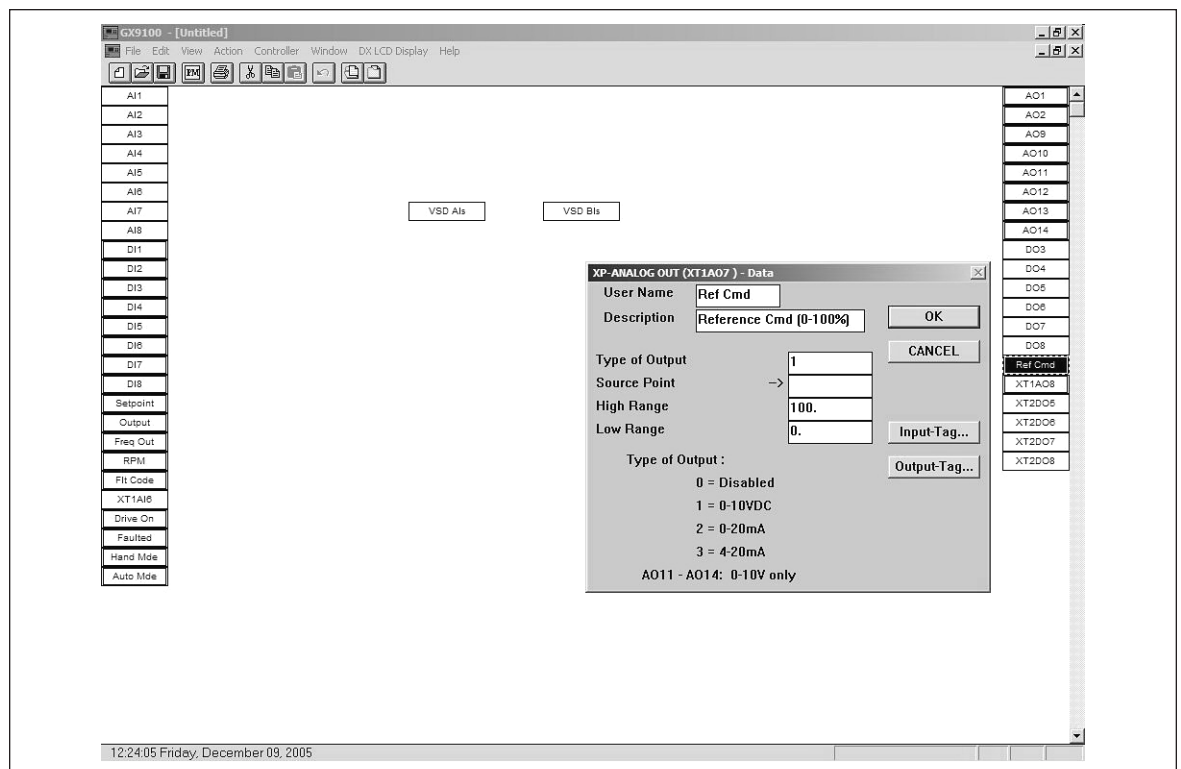 GX9100 - [Untitled]
File Edit View Action Controller Window DX LCD Display Help
PM
AI1
AI2
AI3
AI4
AI5
AI6
AI7
AI8
DI1
DI2
DI3
DI4
DI5
DI6
DI7
DI8
Setpoint
Output
Freq Out
RPM
Flt Code
XT1AI6
Drive On
Faulted
Hand Mde
Auto Mde
VSD AIs
VSD BIs
XP-ANALOG OUT (XT1AO7 ) - Data
User Name Ref Cmd
Description Reference Cmd (0-100%)
OK
CANCEL
Type of Output 1
Source Point ->
High Range 100.
Low Range 0.
Input-Tag...
Output-Tag...
Type of Output :
0 = Disabled
1 = 0-10VDC
2 = 0-20mA
3 = 4-20mA
AO11 - AO14: 0-10V only
AO1
AO2
AO9
AO10
AO11
AO12
AO13
AO14
DO3
DO4
DO5
DO6
DO7
DO8
Ref Cmd
XT1AO8
XT2DO5
XT2DO6
XT2DO7
XT2DO8
12:24:05 Friday, December 09, 2005